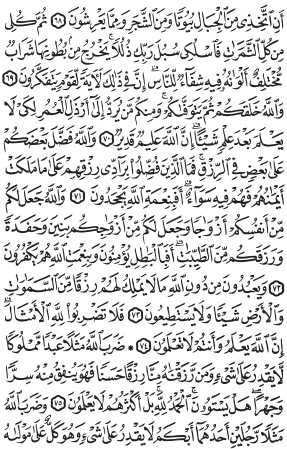 أَنِ ٱتَّخِذِى مِنَ ٱلْجِبَالِ بُيُوتًا وَمِنَ ٱلشَّجَرِ وَمِمَّا يَعْرِشُونَ ٦٨ ثُمَّ كُلِى
مِن كُلِّ ٱلثَّمَرَٰتِ فَٱسْلُكِى سُبُلَ رَبِّكِ ذُلُلًا ۚ يَخْرُجُ مِنۢ بُطُونِهَا شَرَابٌ
مُّخْتَلِفٌ أَلْوَٰنُهُۥ فِيهِ شِفَآءٌ لِّلنَّاسِ ۗ إِنَّ فِى ذَٰلِكَ لَءَايَةً لِّقَوْمٍ يَتَفَكَّرُونَ ٦٩
وَٱللَّهُ خَلَقَكُمْ ثُمَّ يَتَوَفَّىٰكُمْ ۚ وَمِنكُم مَّن يُرَدُّ إِلَىٰٓ أَرْذَلِ ٱلْعُمُرِ لِكَىْ لَا
يَعْلَمَ بَعْدَ عِلْمٍ شَيْـًٔا ۚ إِنَّ ٱللَّهَ عَلِيمٌ قَدِيرٌ ٧٠ وَٱللَّهُ فَضَّلَ بَعْضَكُمْ
عَلَىٰ بَعْضٍ فِى ٱلرِّزْقِ ۚ فَمَا ٱلَّذِينَ فُضِّلُوا۟ بِرَآدِّى رِزْقِهِمْ عَلَىٰ مَا مَلَكَتْ
أَيْمَٰنُهُمْ فَهُمْ فِيهِ سَوَآءٌ ۚ أَفَبِنِعْمَةِ ٱللَّهِ يَجْحَدُونَ ٧١ وَٱللَّهُ جَعَلَ لَكُم
مِّنْ أَنفُسِكُمْ أَزْوَٰجًا وَجَعَلَ لَكُم مِّنْ أَزْوَٰجِكُم بَنِينَ وَحَفَدَةً
وَرَزَقَكُم مِّنَ ٱلطَّيِّبَٰتِ ۚ أَفَبِٱلْبَٰطِلِ يُؤْمِنُونَ وَبِنِعْمَتِ ٱللَّهِ هُمْ يَكْفُرُونَ
٧٢ وَيَعْبُدُونَ مِن دُونِ ٱللَّهِ مَا لَا يَمْلِكُ لَهُمْ رِزْقًا مِّنَ ٱلسَّمَٰوَٰتِ
وَٱلْأَرْضِ شَيْـًٔا وَلَا يَسْتَطِيعُونَ ٧٣ فَلَا تَضْرِبُوا۟ لِلَّهِ ٱلْأَمْثَالَ ۚ
إِنَّ ٱللَّهَ يَعْلَمُ وَأَنتُمْ لَا تَعْلَمُونَ ٧٤ ۞ ضَرَبَ ٱللَّهُ مَثَلًا عَبْدًا مَّمْلُوكًا
لَّا يَقْدِرُ عَلَىٰ شَىْءٍ وَمَن رَّزَقْنَٰهُ مِنَّا رِزْقًا حَسَنًا فَهُوَ يُنفِقُ مِنْهُ سِرًّا
وَجَهْرًا ۖ هَلْ يَسْتَوُۥنَ ۚ ٱلْحَمْدُ لِلَّهِ ۚ بَلْ أَكْثَرُهُمْ لَا يَعْلَمُونَ ٧٥ وَضَرَبَ ٱللَّهُ
مَثَلًا رَّجُلَيْنِ أَحَدُهُمَآ أَبْكَمُ لَا يَقْدِرُ عَلَىٰ شَىْءٍ وَهُوَ كَلٌّ عَلَىٰ مَوْلَىٰهُ